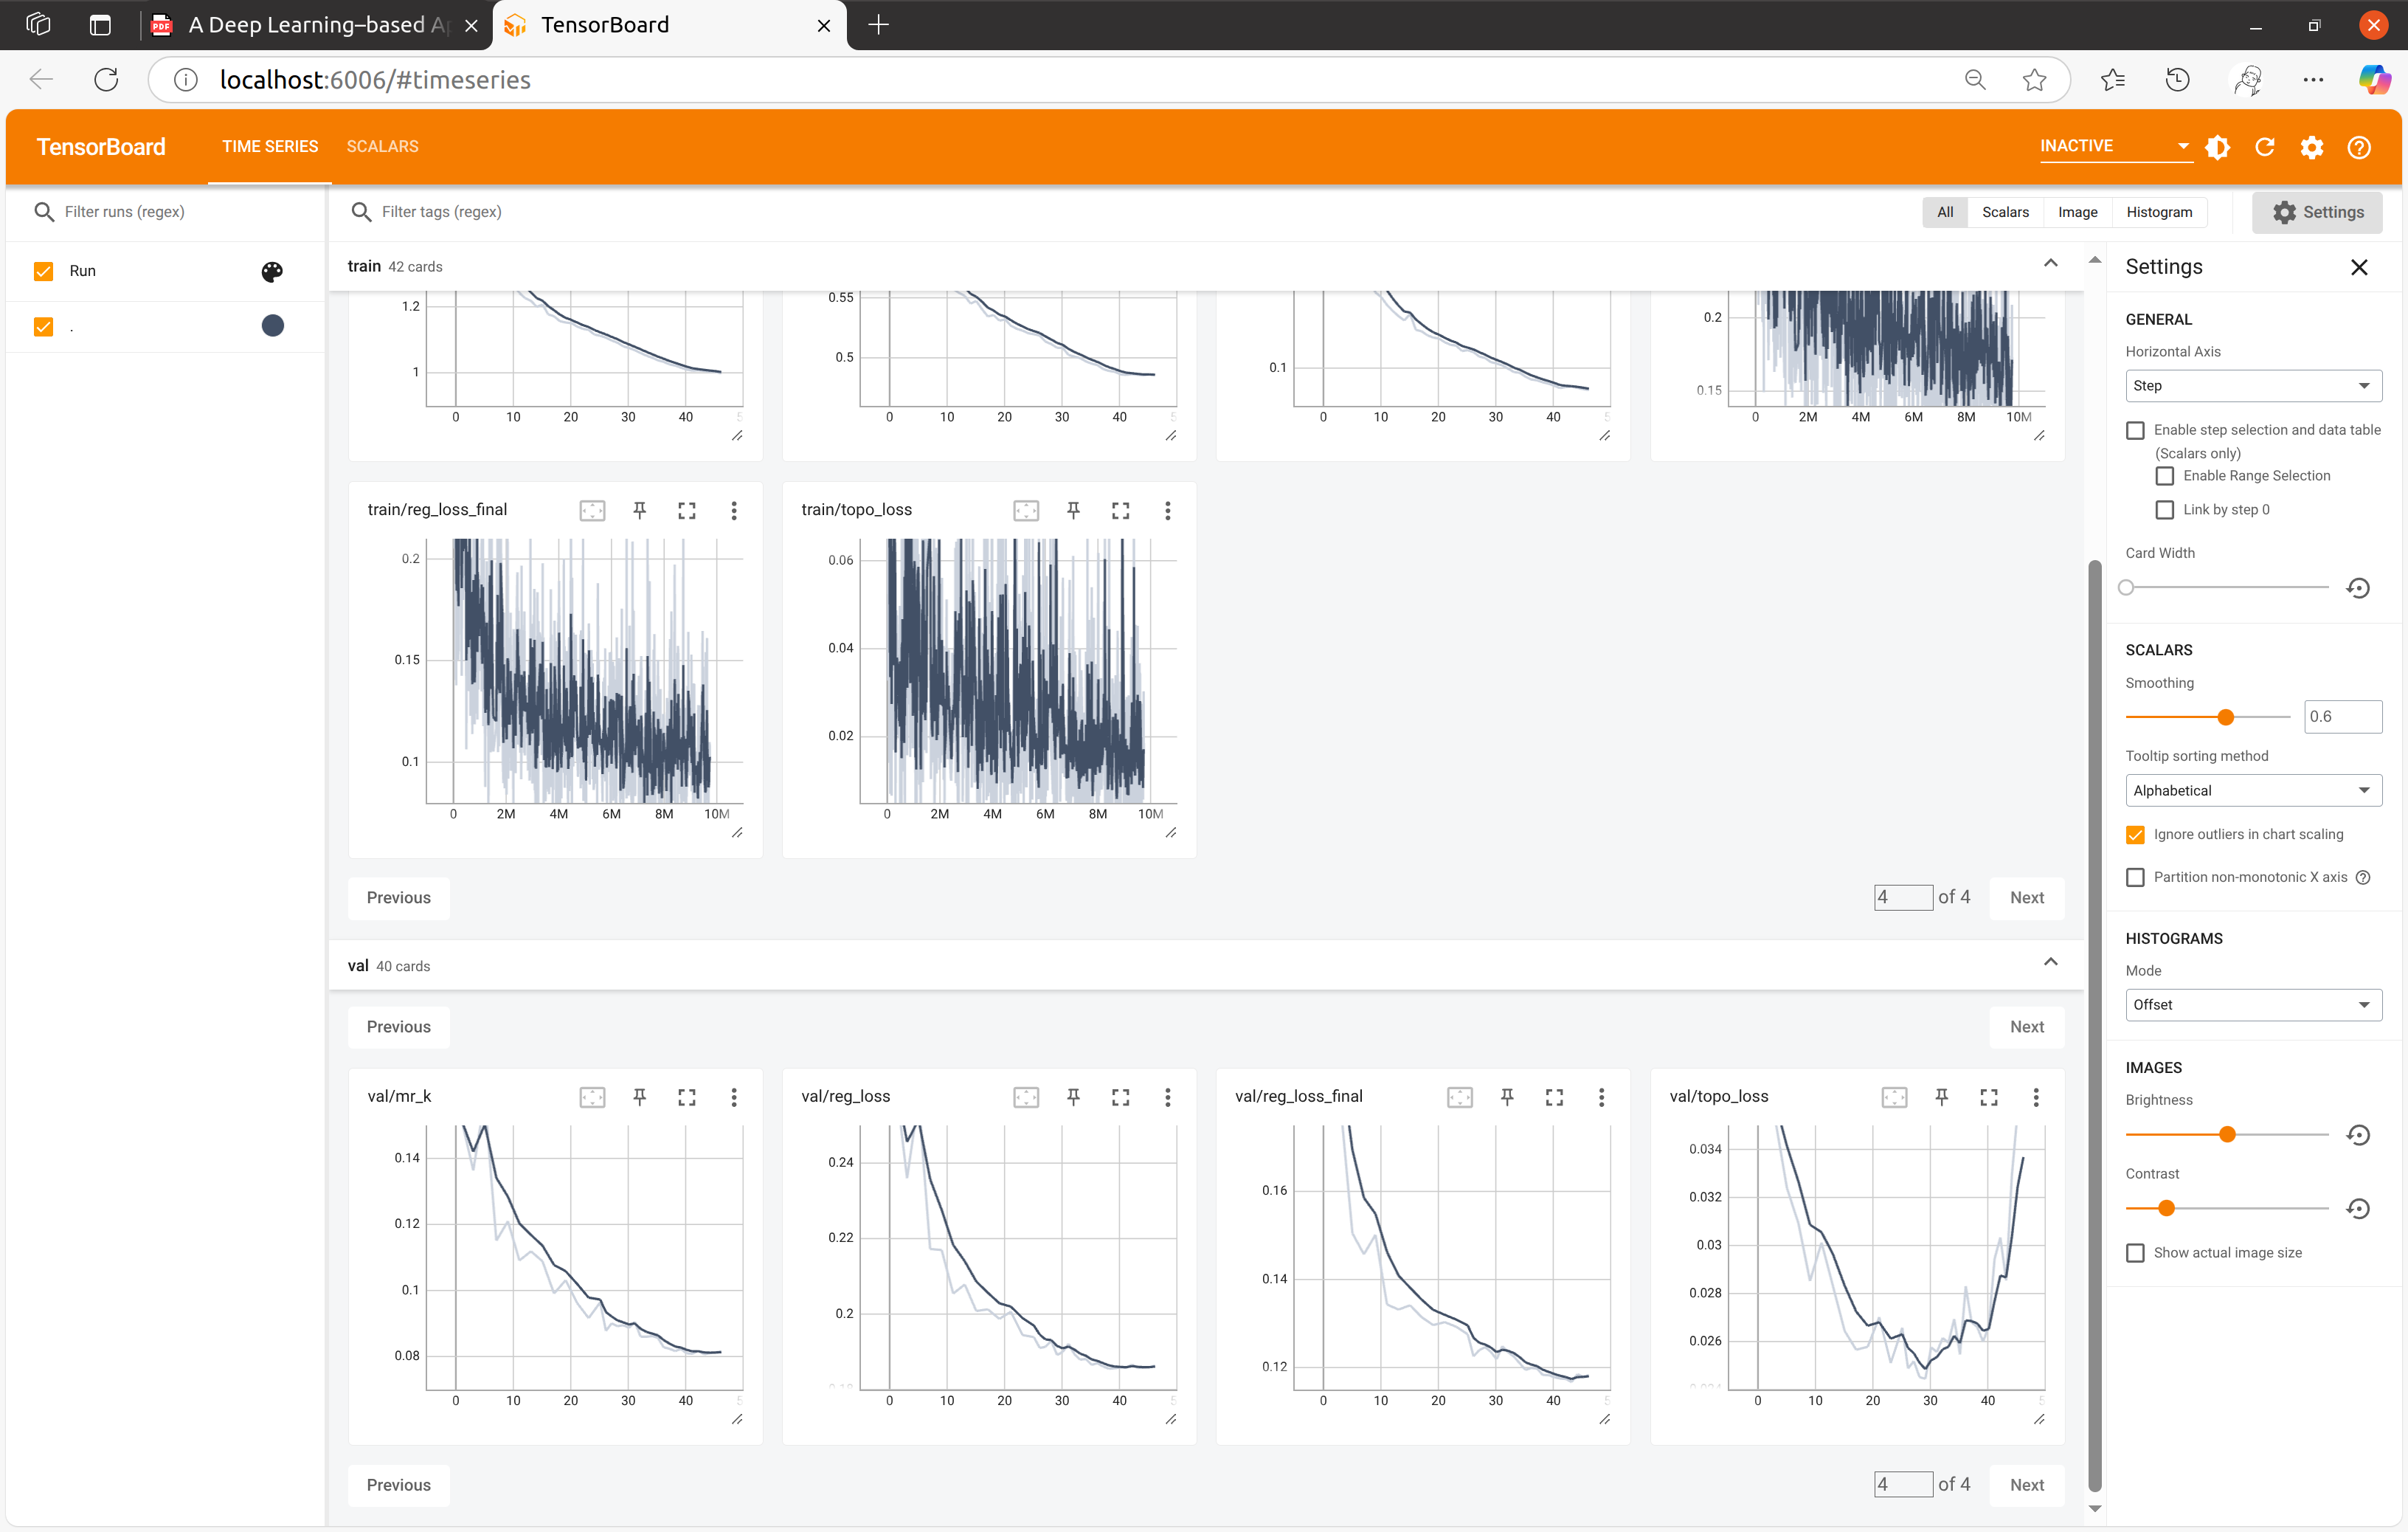 A Deep Learning–based Ap
TensorBoard
localhost:6006/#timeseries
TensorBoard TIME SERIES SCALARS INACTIVE
Filter runs (regex)
Filter tags (regex)
All Scalars Image Histogram
Settings
Run
.
train 42 cards
1.2
1
0 10 20 30 40 5
0.55
0.5
0 10 20 30 40 5
0.1
0 10 20 30 40 5
0.2
0.15
0 2M 4M 6M 8M 10M
train/reg_loss_final
0.2
0.15
0.1
0 2M 4M 6M 8M 10M
train/topo_loss
0.06
0.04
0.02
0 2M 4M 6M 8M 10M
Previous
4 of 4
Next
val 40 cards
Previous
Next
val/mr_k
0.14
0.12
0.1
0.08
0 10 20 30 40 5
val/reg_loss
0.24
0.22
0.2
0 10 20 30 40 5
val/reg_loss_final
0.16
0.14
0.12
0 10 20 30 40 5
val/topo_loss
0.034
0.032
0.03
0.028
0.026
0 10 20 30 40 5
Previous
4 of 4
Next
Settings
GENERAL
Horizontal Axis
Step
Enable step selection and data table
(Scalars only)
Enable Range Selection
Link by step 0
Card Width
SCALARS
Smoothing
0.6
Tooltip sorting method
Alphabetical
Ignore outliers in chart scaling
Partition non-monotonic X axis
HISTOGRAMS
Mode
Offset
IMAGES
Brightness
Contrast
Show actual image size